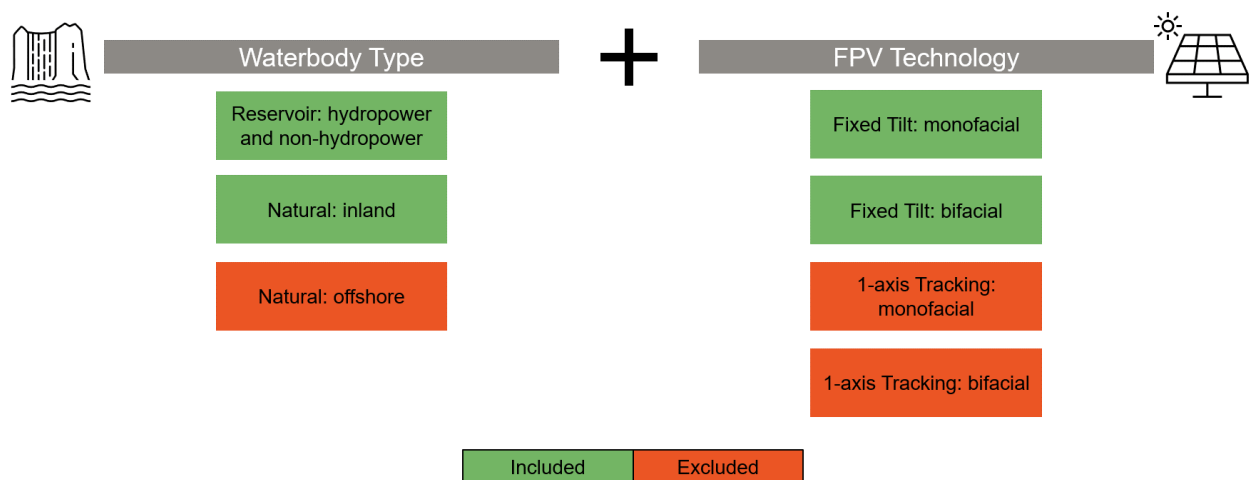 Waterbody Type
FPV Technology
Reservoir: hydropower
and non-hydropower
Natural: inland
Natural: offshore
Fixed Tilt: monofacial
Fixed Tilt: bifacial
1-axis Tracking:
monofacial
1-axis Tracking: bifacial
Included
Excluded